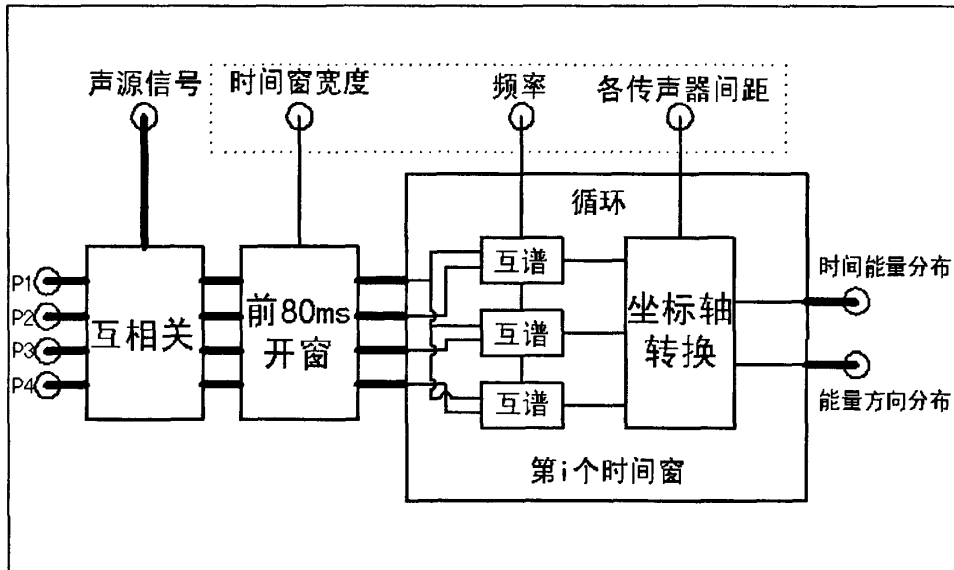 声源信号
时间窗宽度
频率
各传声器间距
循环
P1
P2
P3
P4
互相关
前80ms
开窗
互谱
互谱
互谱
坐标轴
转换
时间能量分布
能量方向分布
第i个时间窗